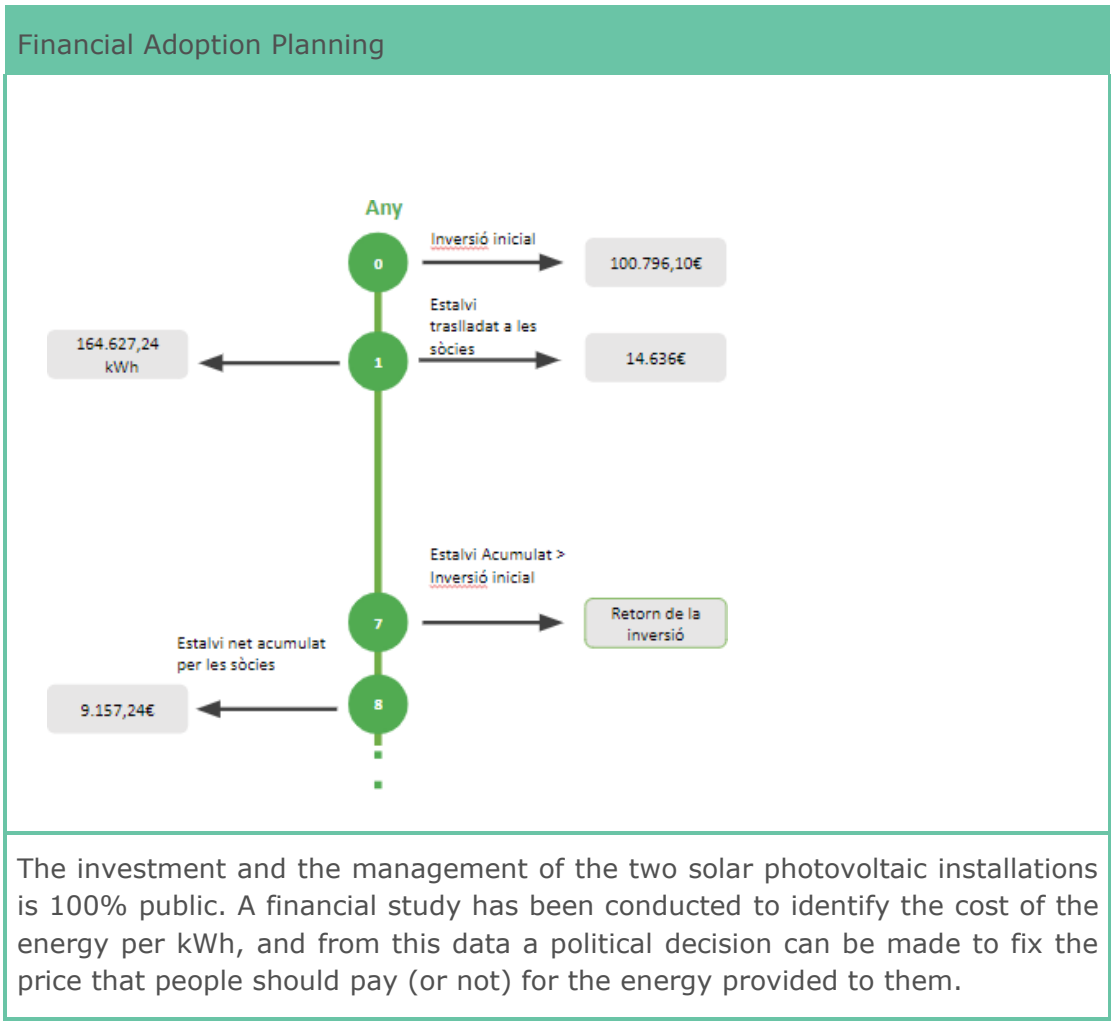 Financial Adoption Planning
Any
0
Inversió inicial
100.796,10€
Estalvi
traslladat a les
sòcies
164.627,24
kWh
1
14.636€
Estalvi Acumulat >
Inversió inicial
7
Retorn de la
inversió
Estalvi net acumulat
per les sòcies
9.157,24€
8
The investment and the management of the two solar photovoltaic installations
is 100% public. A financial study has been conducted to identify the cost of the
energy per kWh, and from this data a political decision can be made to fix the
price that people should pay (or not) for the energy provided to them.